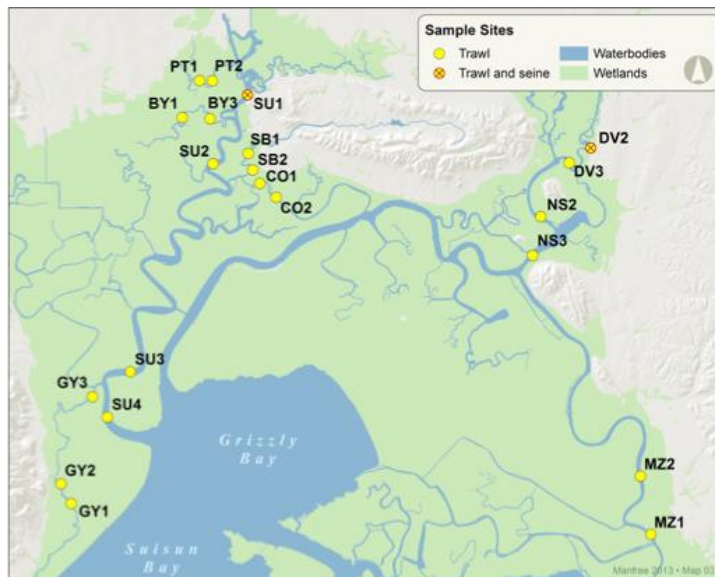 Sample Sites
Trawl
Trawl and seine
Waterbodies
Wetlands
PT1
PT2
BY1
BY3
SU1
SU2
SB1
SB2
CO1
CO2
DV2
DV3
NS2
NS3
SU3
GY3
SU4
Grizzly
Bay
GY2
GY1
MZ2
MZ1
Suisun
Bay
Manfree 2013 • Map 03